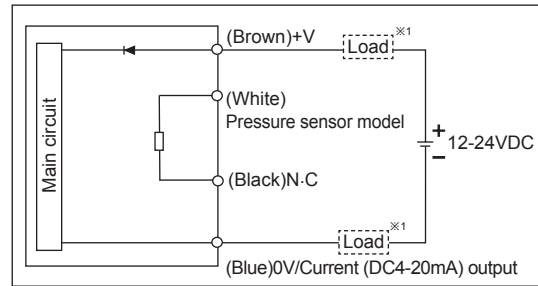 (Brown)+V
Load ※1
(White)
Pressure sensor model
Main circuit
+
12-24VDC
−
(Black)N·C
Load ※1
(Blue)0V/Current (DC4-20mA) output